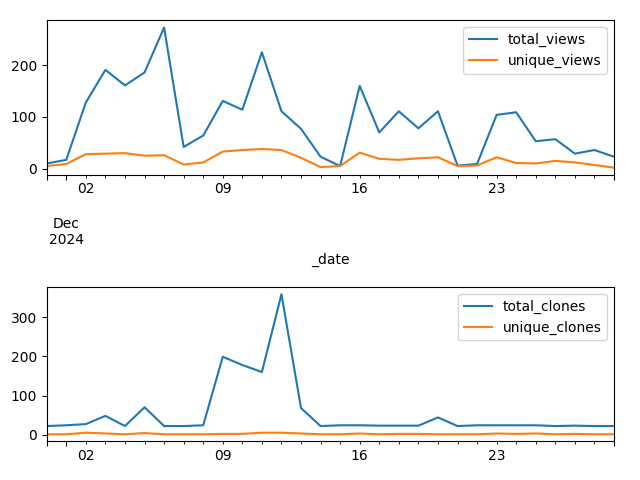 total_views
unique_views
200
100
0
02 09 16 23
Dec
2024
_date
total_clones
unique_clones
300
200
100
0
02 09 16 23